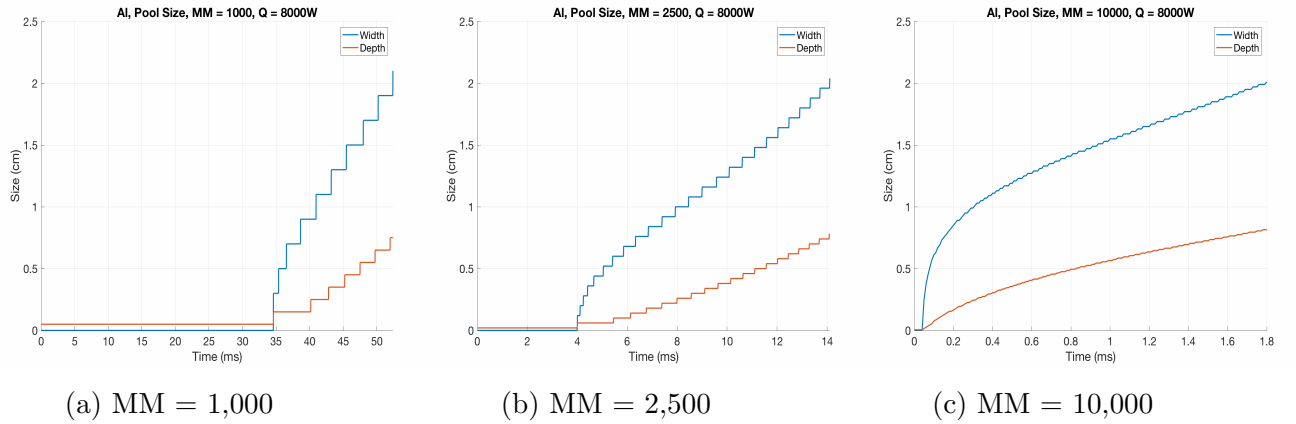 Al, Pool Size, MM = 1000, Q = 8000W
2.5
2
1.5
1
0.5
0
Size (cm)
Width
Depth
0 5 10 15 20 25 30 35 40 45 50
Time (ms)
(a) MM = 1,000
Al, Pool Size, MM = 2500, Q = 8000W
2.5
2
1.5
1
0.5
0
Size (cm)
Width
Depth
0 2 4 6 8 10 12 14
Time (ms)
(b) MM = 2,500
Al, Pool Size, MM = 10000, Q = 8000W
2.5
2
1.5
1
0.5
0
Size (cm)
Width
Depth
0 0.2 0.4 0.6 0.8 1 1.2 1.4 1.6 1.8
Time (ms)
(c) MM = 10,000